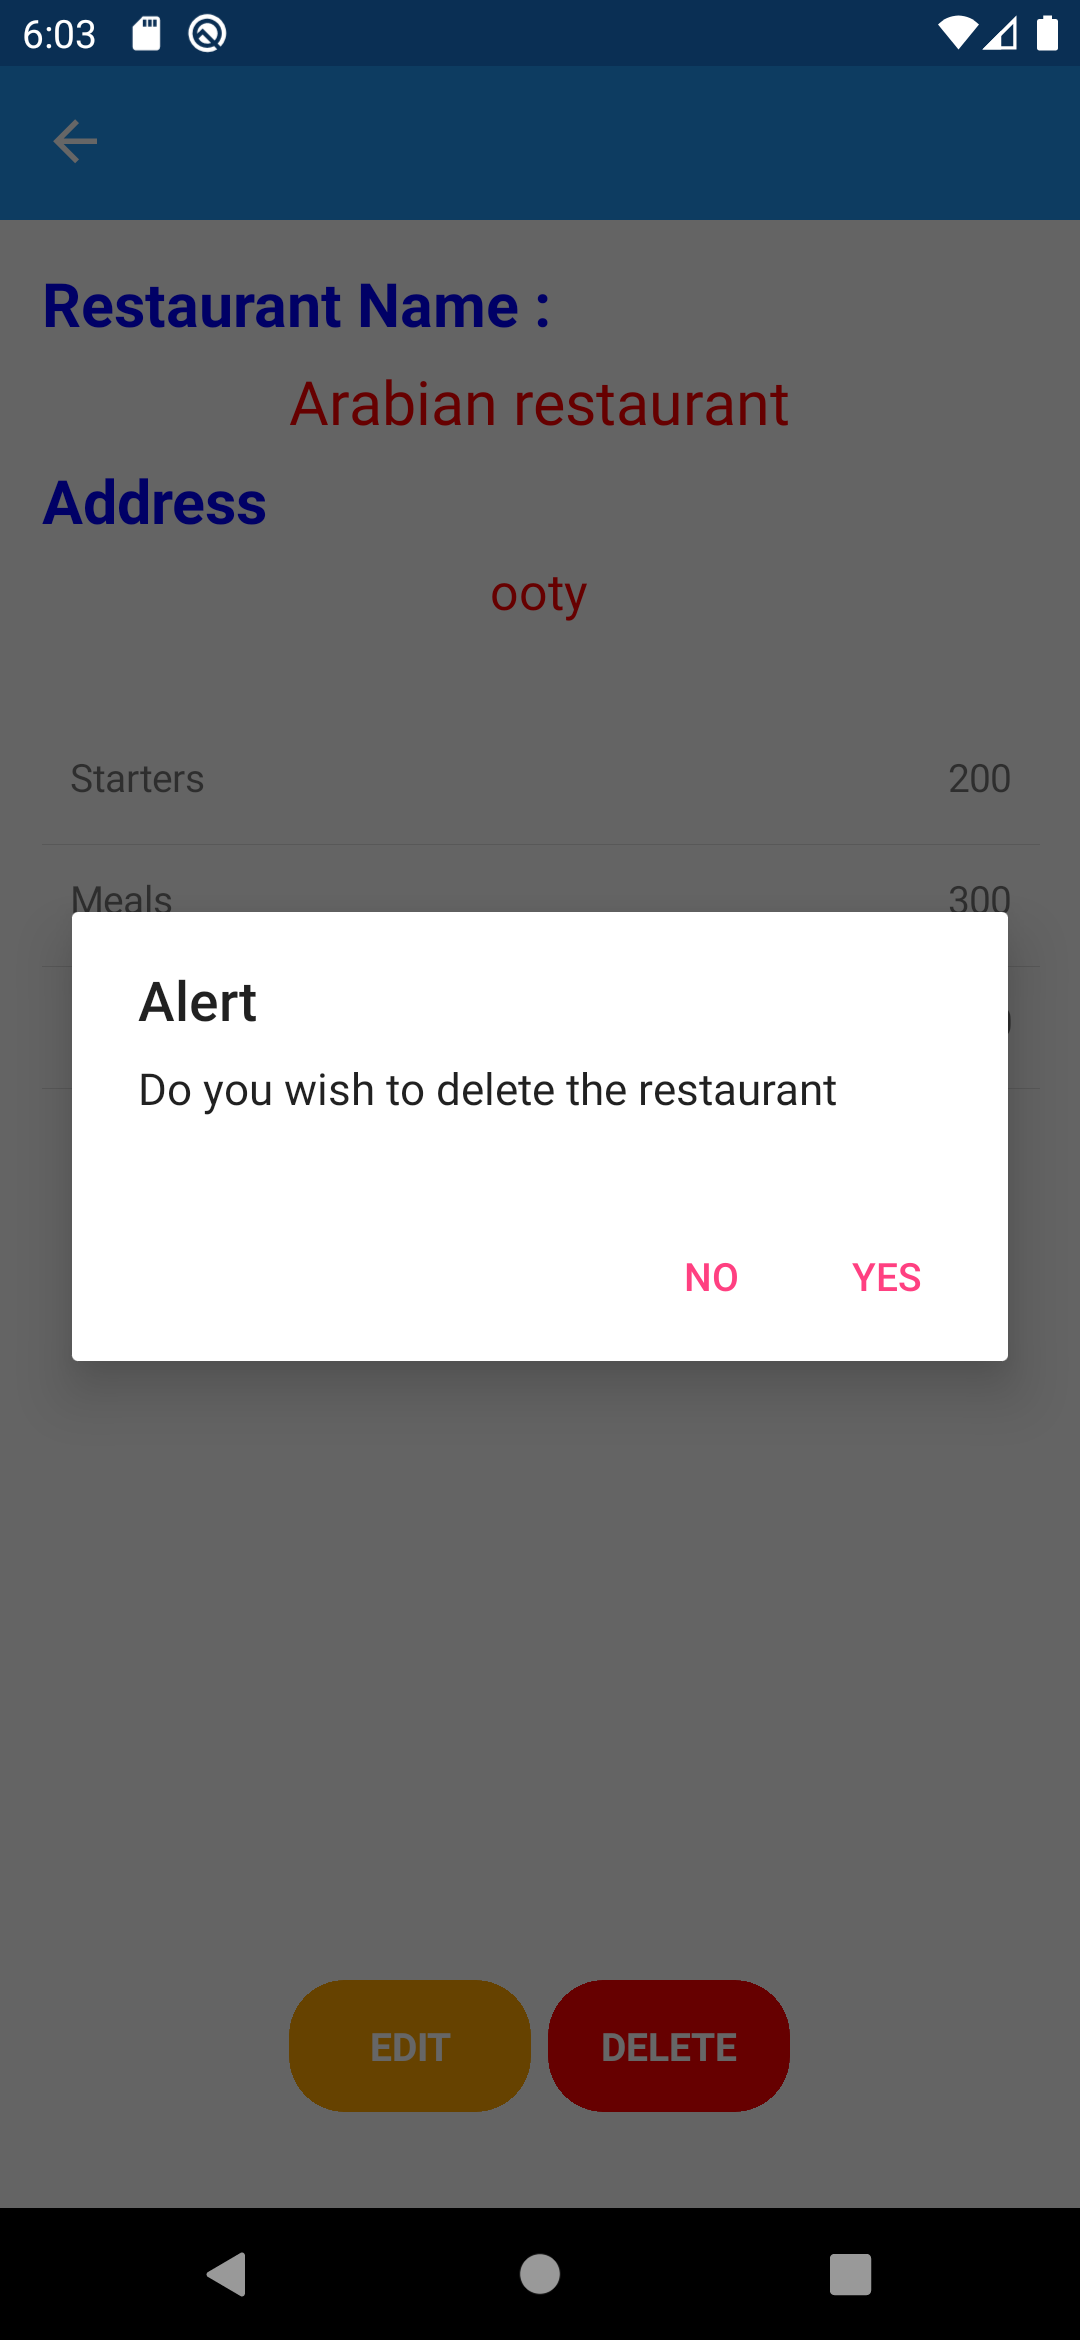 6:03
Restaurant Name :
Arabian restaurant
Address
ooty
Starters 200
Meals 300
Alert
Do you wish to delete the restaurant
NO YES
EDIT DELETE